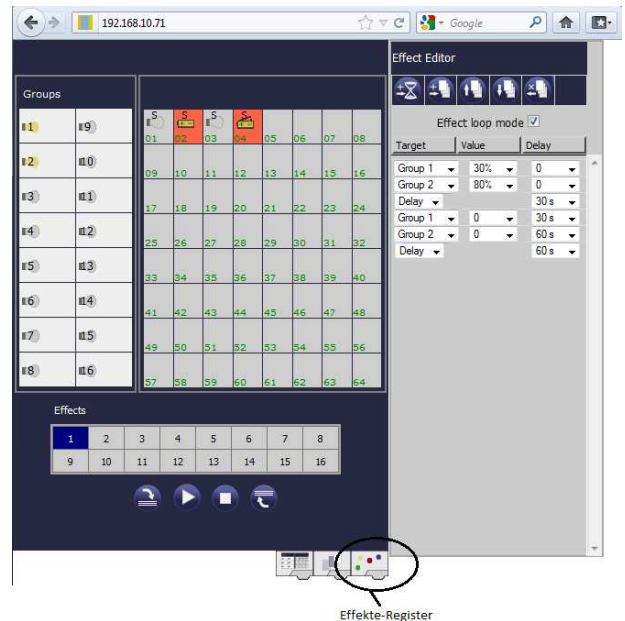 192.168.10.71
Google
Effect Editor
Effect loop mode
Target Value Delay
Group 1 30% 0
Group 2 80% 0
Delay 30 s
Group 1 0 30 s
Group 2 0 60 s
Delay 60 s
Groups
1 9
2 10
3 11
4 12
5 13
6 14
7 15
8 16
S S S S
01 02 03 04 05 06 07 08
09 10 11 12 13 14 15 16
17 18 19 20 21 22 23 24
25 26 27 28 29 30 31 32
33 34 35 36 37 38 39 40
41 42 43 44 45 46 47 48
49 50 51 52 53 54 55 56
57 58 59 60 61 62 63 64
Effects
1 2 3 4 5 6 7 8
9 10 11 12 13 14 15 16
Effekte-Register